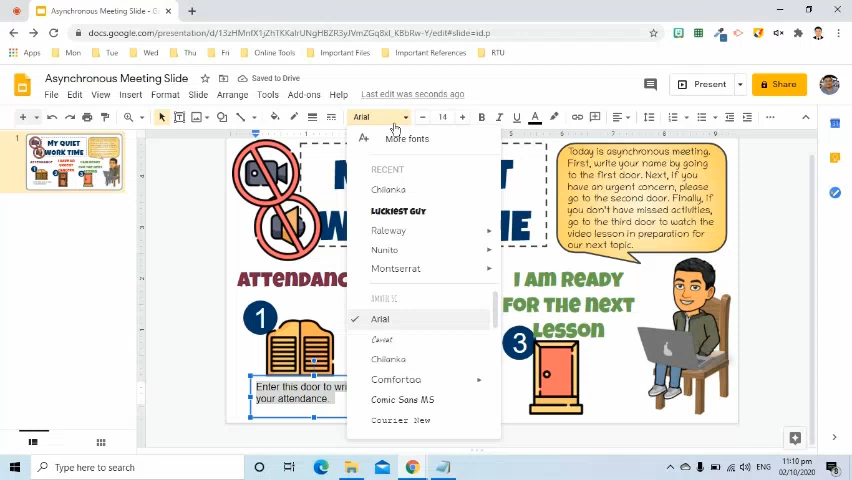 Asynchronous Meeting Slide - Go
docs.google.com/presentation/d/13zHMnfX1jZhTKKaIrUNgHBZR3yJVmZGq8xI_KBbRw-Y/edit#slide=id.p
Apps Mon Tue Wed Thu Fri Online Tools Important Files Important References RTU
Asynchronous Meeting Slide Saved to Drive
File Edit View Insert Format Slide Arrange Tools Add-ons Help Last edit was seconds ago
Present Share
Arial 14 B I U A
More fonts
RECENT
Chilanka
Luckiest Guy
Raleway
Nunito
Montserrat
Arial
Caveat
Chilanka
Comfortaa
Comic Sans MS
Courier New
1
MY QUIET
WORK TIME
Today is asynchronous meeting.
First, write your name by going
to the first door. Next, if you
have an urgent concern, please
go to the second door. Finally, if
you don't have missed activities,
go to the third door to watch the
video lesson in preparation for
our next topic.
ATTENDANC
I AM READY
FOR THE NEXT
LESSON
1
3
Enter this door to wri
your attendance.
Type here to search
ENG
11:10 pm
02/10/2020
8